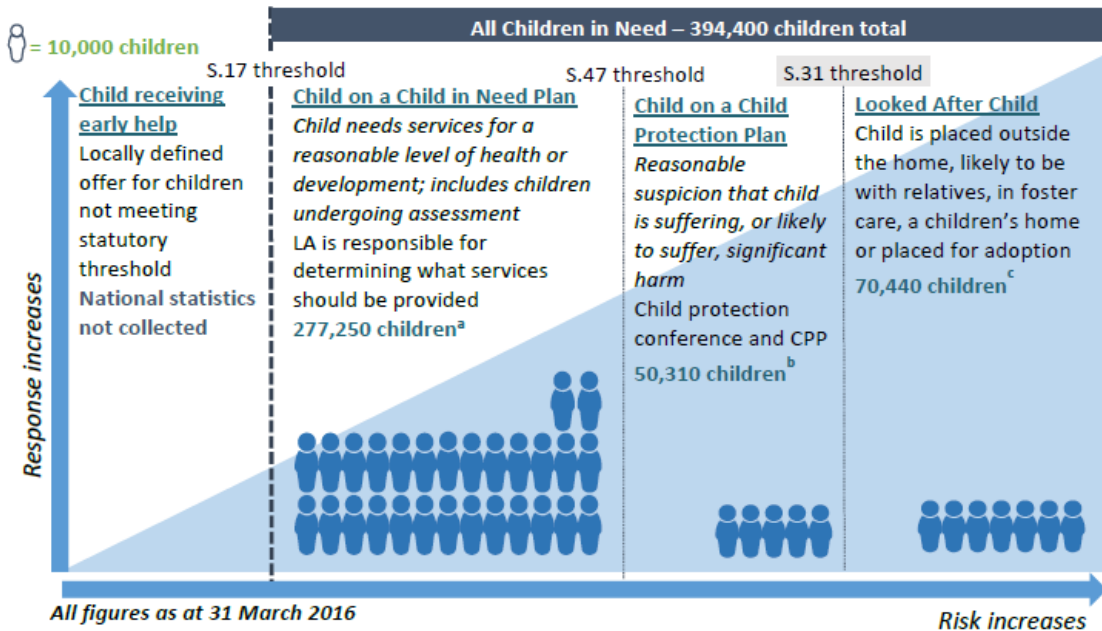 All Children in Need – 394,400 children total
= 10,000 children
S.17 threshold
S.47 threshold
S.31 threshold
Child receiving
early help
Locally defined
offer for children
not meeting
statutory
threshold
National statistics
not collected
Child on a Child in Need Plan
Child needs services for a
reasonable level of health or
development; includes children
undergoing assessment
LA is responsible for
determining what services
should be provided
277,250 childrenᵃ
Child on a Child
Protection Plan
Reasonable
suspicion that child
is suffering, or likely
to suffer, significant
harm
Child protection
conference and CPP
50,310 childrenᵇ
Looked After Child
Child is placed outside
the home, likely to be
with relatives, in foster
care, a children’s home
or placed for adoption
70,440 childrenᶜ
Response increases
All figures as at 31 March 2016
Risk increases